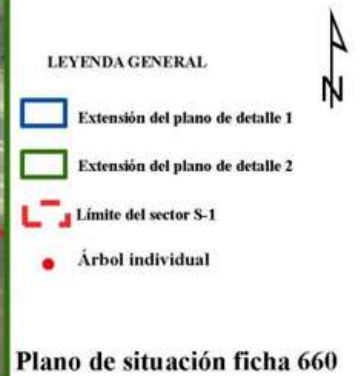 N
LEYENDA GENERAL
Extensión del plano de detalle 1
Extensión del plano de detalle 2
Límite del sector S-1
Árbol individual
Plano de situación ficha 660